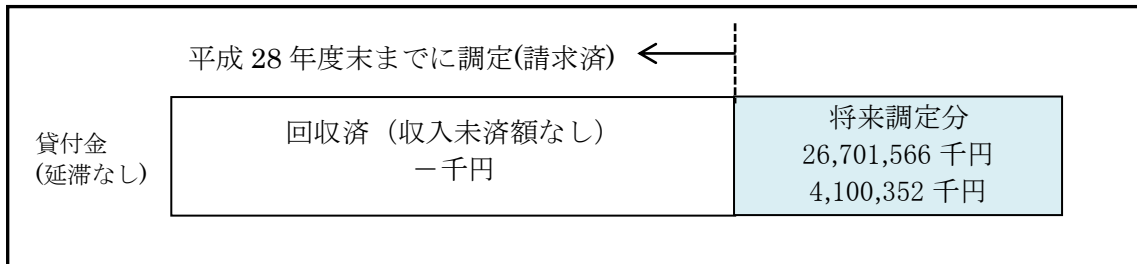 平成 28 年度末までに調定(請求済)
貸付金
(延滞なし)
回収済（収入未済額なし）
－千円
将来調定分
26,701,566 千円
4,100,352 千円